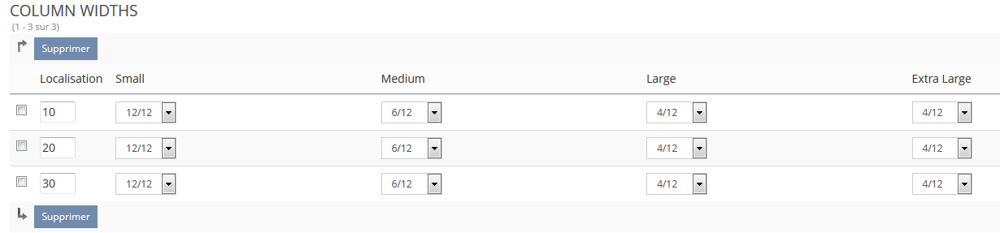 COLUMN WIDTHS
(1 - 3 sur 3)
Supprimer
Localisation Small Medium Large Extra Large
10 12/12 6/12 4/12 4/12
20 12/12 6/12 4/12 4/12
30 12/12 6/12 4/12 4/12
Supprimer